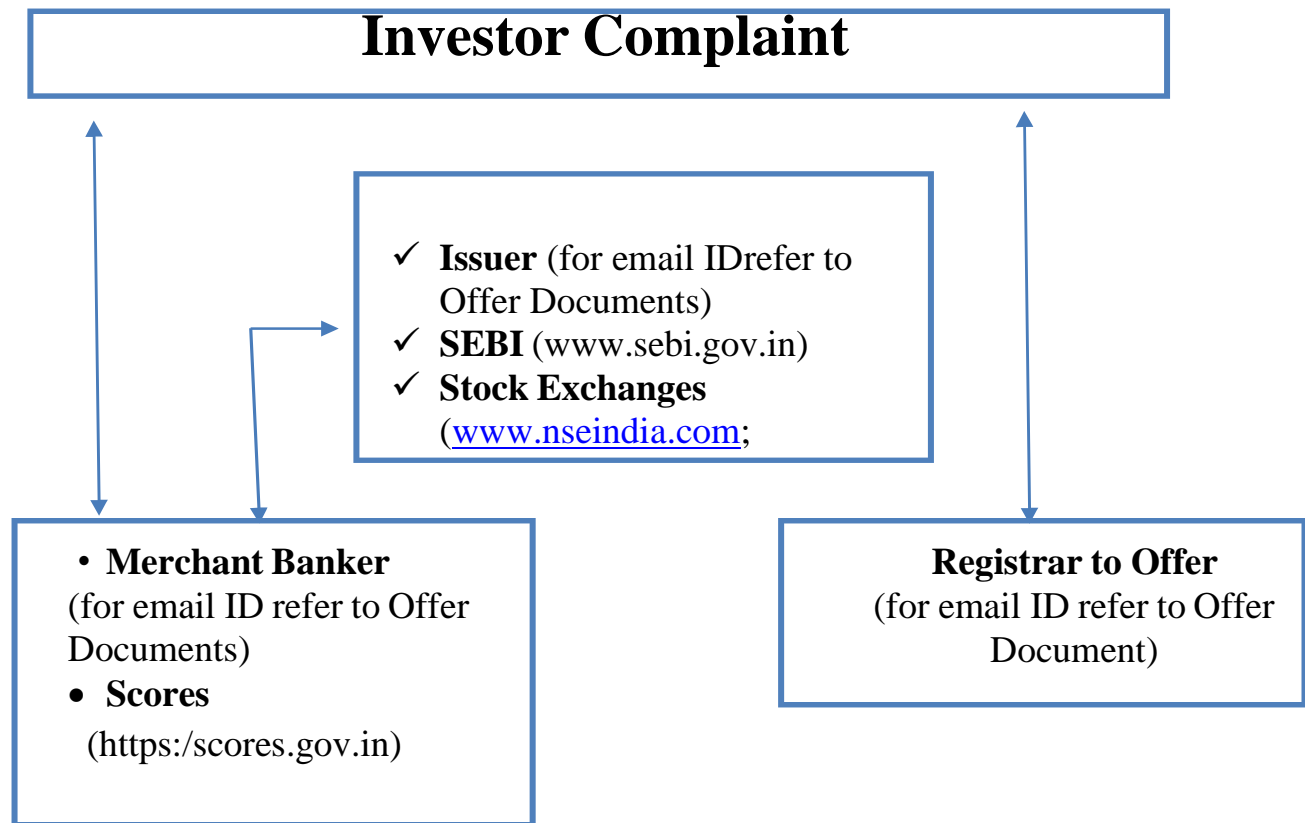 Investor Complaint
✓ Issuer (for email IDrefer to
Offer Documents)
✓ SEBI (www.sebi.gov.in)
✓ Stock Exchanges
(www.nseindia.com;
• Merchant Banker
(for email ID refer to Offer
Documents)
• Scores
(https:/scores.gov.in)
Registrar to Offer
(for email ID refer to Offer
Document)